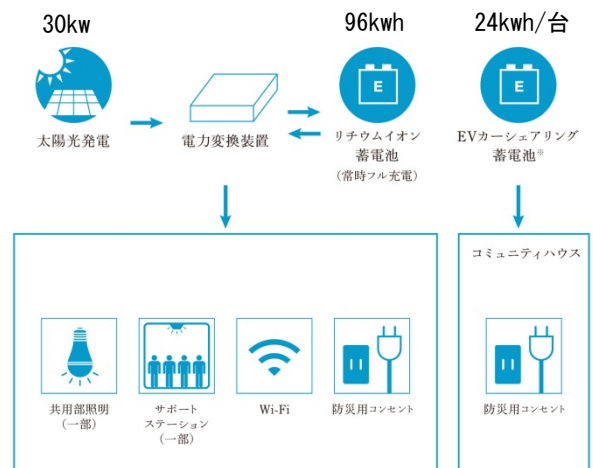 30kw
96kwh
24kwh/台
E
E
太陽光発電
電力変換装置
リチウムイオン
蓄電池
(常時フル充電)
EVカーシェアリング
蓄電池※
コミュニティハウス
共用部照明
(一部)
サポート
ステーション
(一部)
Wi-Fi
防災用コンセント
防災用コンセント